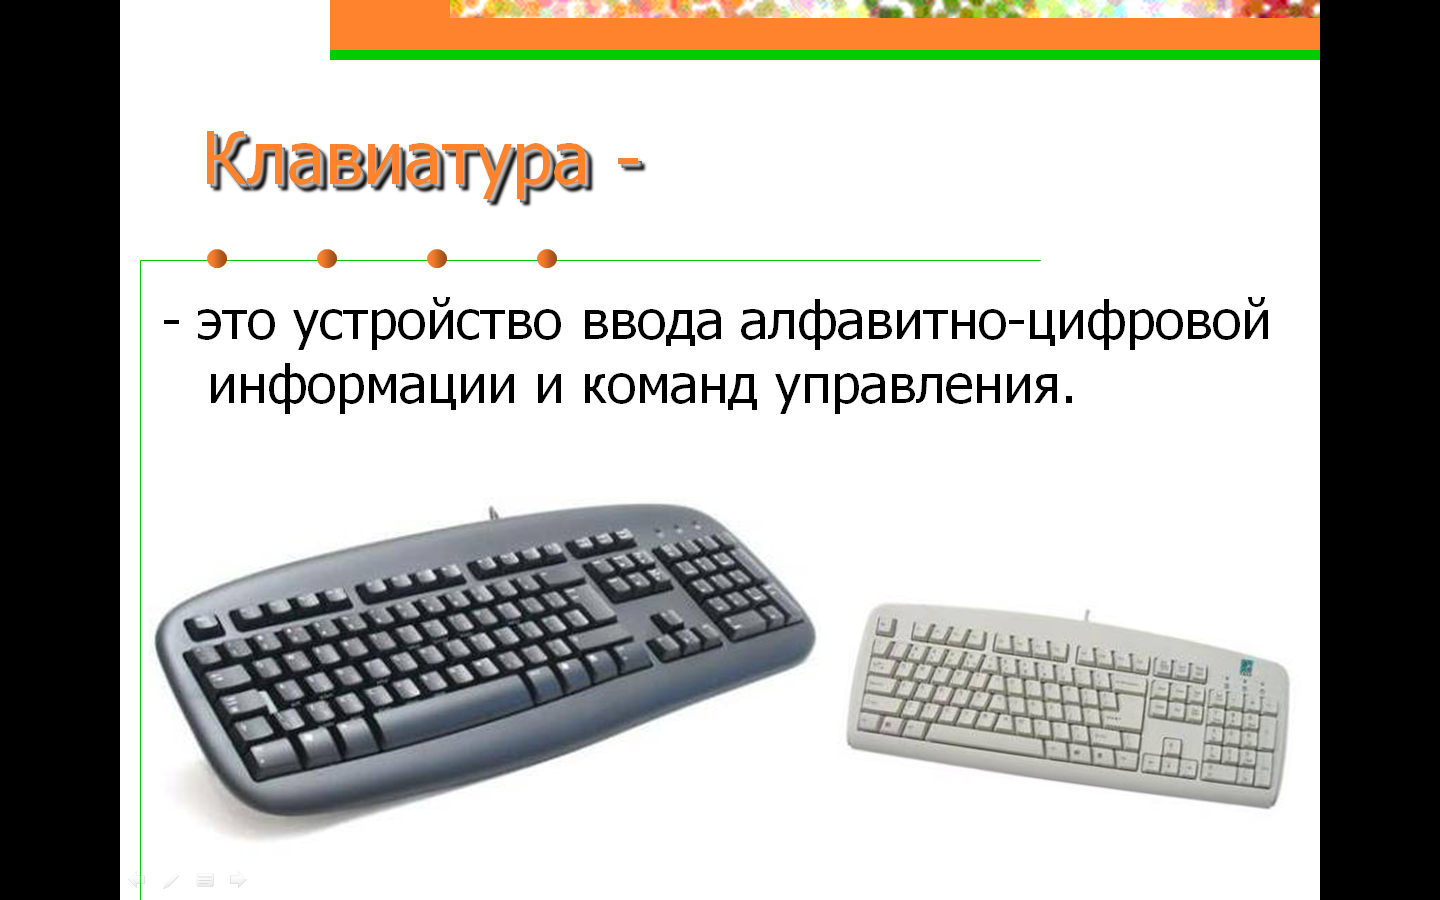 Клавиатура -
- это устройство ввода алфавитно-цифровой
информации и команд управления.